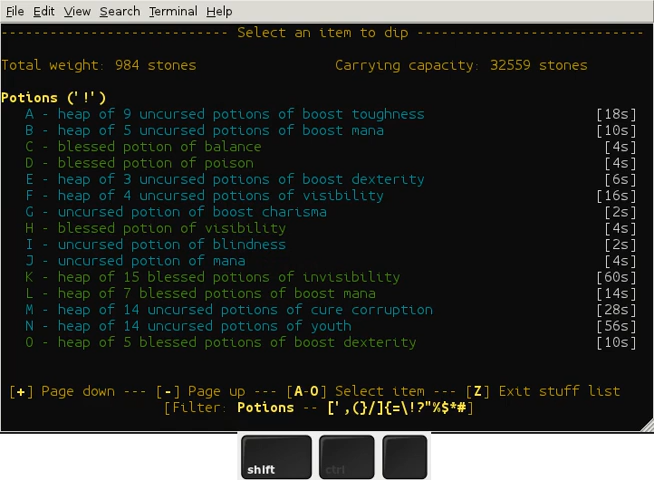 File Edit View Search Terminal Help
---------------------------- Select an item to dip ----------------------------
Total weight: 984 stones Carrying capacity: 32559 stones
Potions ('!')
A - heap of 9 uncursed potions of boost toughness [18s]
B - heap of 5 uncursed potions of boost mana [10s]
C - blessed potion of balance [4s]
D - blessed potion of poison [4s]
E - heap of 3 uncursed potions of boost dexterity [6s]
F - heap of 4 uncursed potions of visibility [16s]
G - uncursed potion of boost charisma [2s]
H - blessed potion of visibility [4s]
I - uncursed potion of blindness [2s]
J - uncursed potion of mana [4s]
K - heap of 15 blessed potions of invisibility [60s]
L - heap of 7 blessed potions of boost mana [14s]
M - heap of 14 uncursed potions of cure corruption [28s]
N - heap of 14 uncursed potions of youth [56s]
O - heap of 5 blessed potions of boost dexterity [10s]
[+] Page down --- [-] Page up --- [A-O] Select item --- [Z] Exit stuff list
[Filter: Potions -- [',(}/]{=\!?"%$*#]
shift ctrl